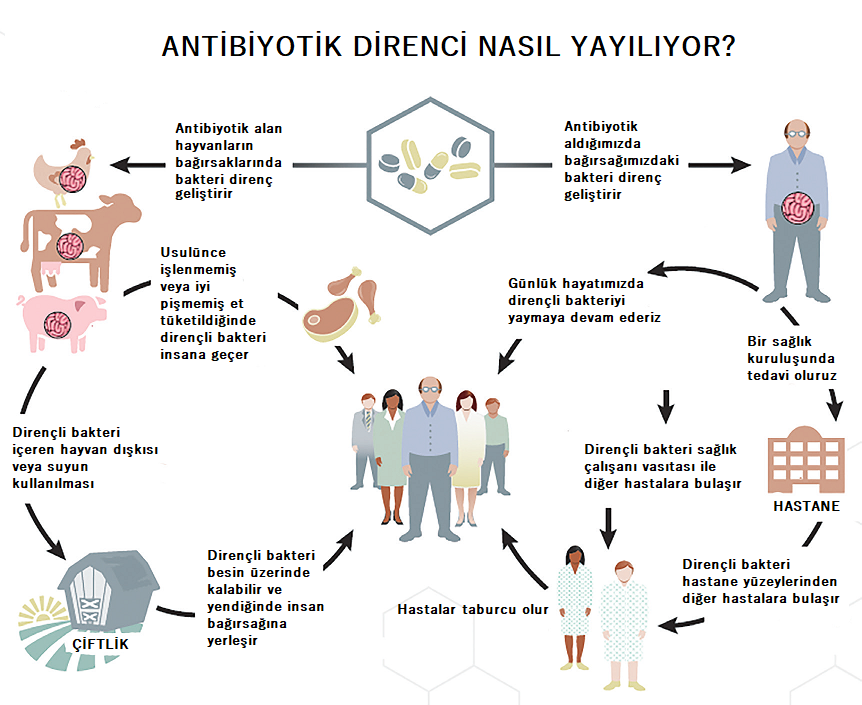 ANTİBİYOTİK DİRENCİ NASIL YAYILIYOR?
Antibiyotik alan
hayvanların
bağırsaklarında
bakteri direnç
geliştirir
Antibiyotik
aldığımızda
bağırsağımızdaki
bakteri direnç
geliştirir
Usulünce
işlenmemiş
veya iyi
pişmemiş et
tüketildiğinde
dirençli bakteri
insana geçer
Günlük hayatımızda
dirençli bakteriyi
yaymaya devam ederiz
Bir sağlık
kuruluşunda
tedavi oluruz
Dirençli bakteri
içeren hayvan dışkısı
veya suyun
kullanılması
Dirençli bakteri sağlık
çalışanı vasıtası ile
diğer hastalara bulaşır
HASTANE
Dirençli bakteri
besin üzerinde
kalabilir ve
yendiğinde insan
bağırsağına
yerleşir
Dirençli bakteri
hastane yüzeylerinden
diğer hastalara bulaşır
Hastalar taburcu olur
ÇİFTLİK